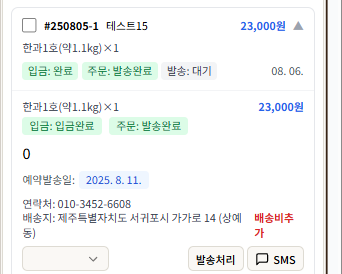 #250805-1 테스트15 23,000원 ▲
한과1호(약1.1kg)×1
입금: 완료 주문: 발송완료 발송: 대기 08. 06.
한과1호(약1.1kg)×1 23,000원
입금: 입금완료 주문: 발송완료
0
예약발송일: 2025. 8. 11.
연락처: 010-3452-6608
배송지: 제주특별자치도 서귀포시 가가로 14 (상예 배송비추
동) 가
발송처리 SMS